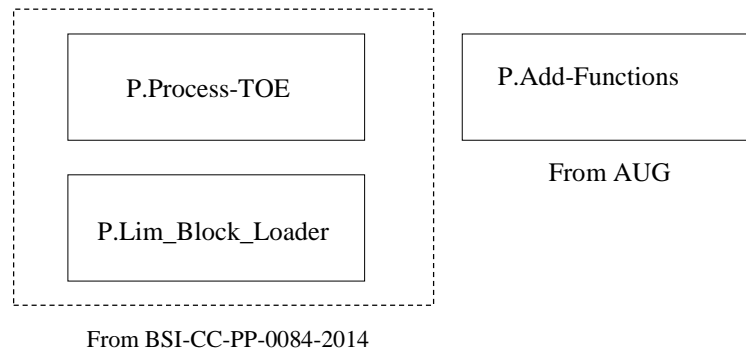 P.Process-TOE
P.Add-Functions
From AUG
P.Lim_Block_Loader
From BSI-CC-PP-0084-2014